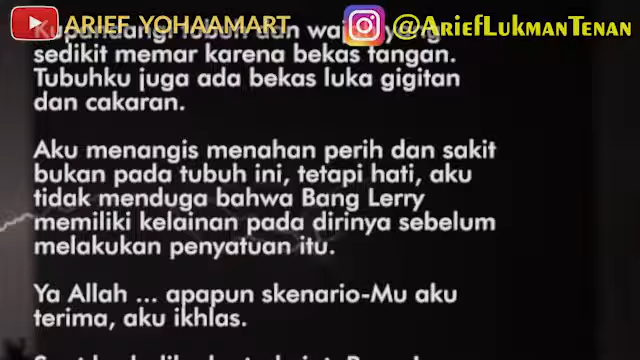 ARIEF YOHAAMART
@AriefLukmanTenan
sedikit memar karena bekas tangan.
Tubuhku juga ada bekas luka gigitan
dan cakaran.
Aku menangis menahan perih dan sakit
bukan pada tubuh ini, tetapi hati, aku
tidak menduga bahwa Bang Lerry
memiliki kelainan pada dirinya sebelum
melakukan penyatuan itu.
Ya Allah ... apapun skenario-Mu aku
terima, aku ikhlas.